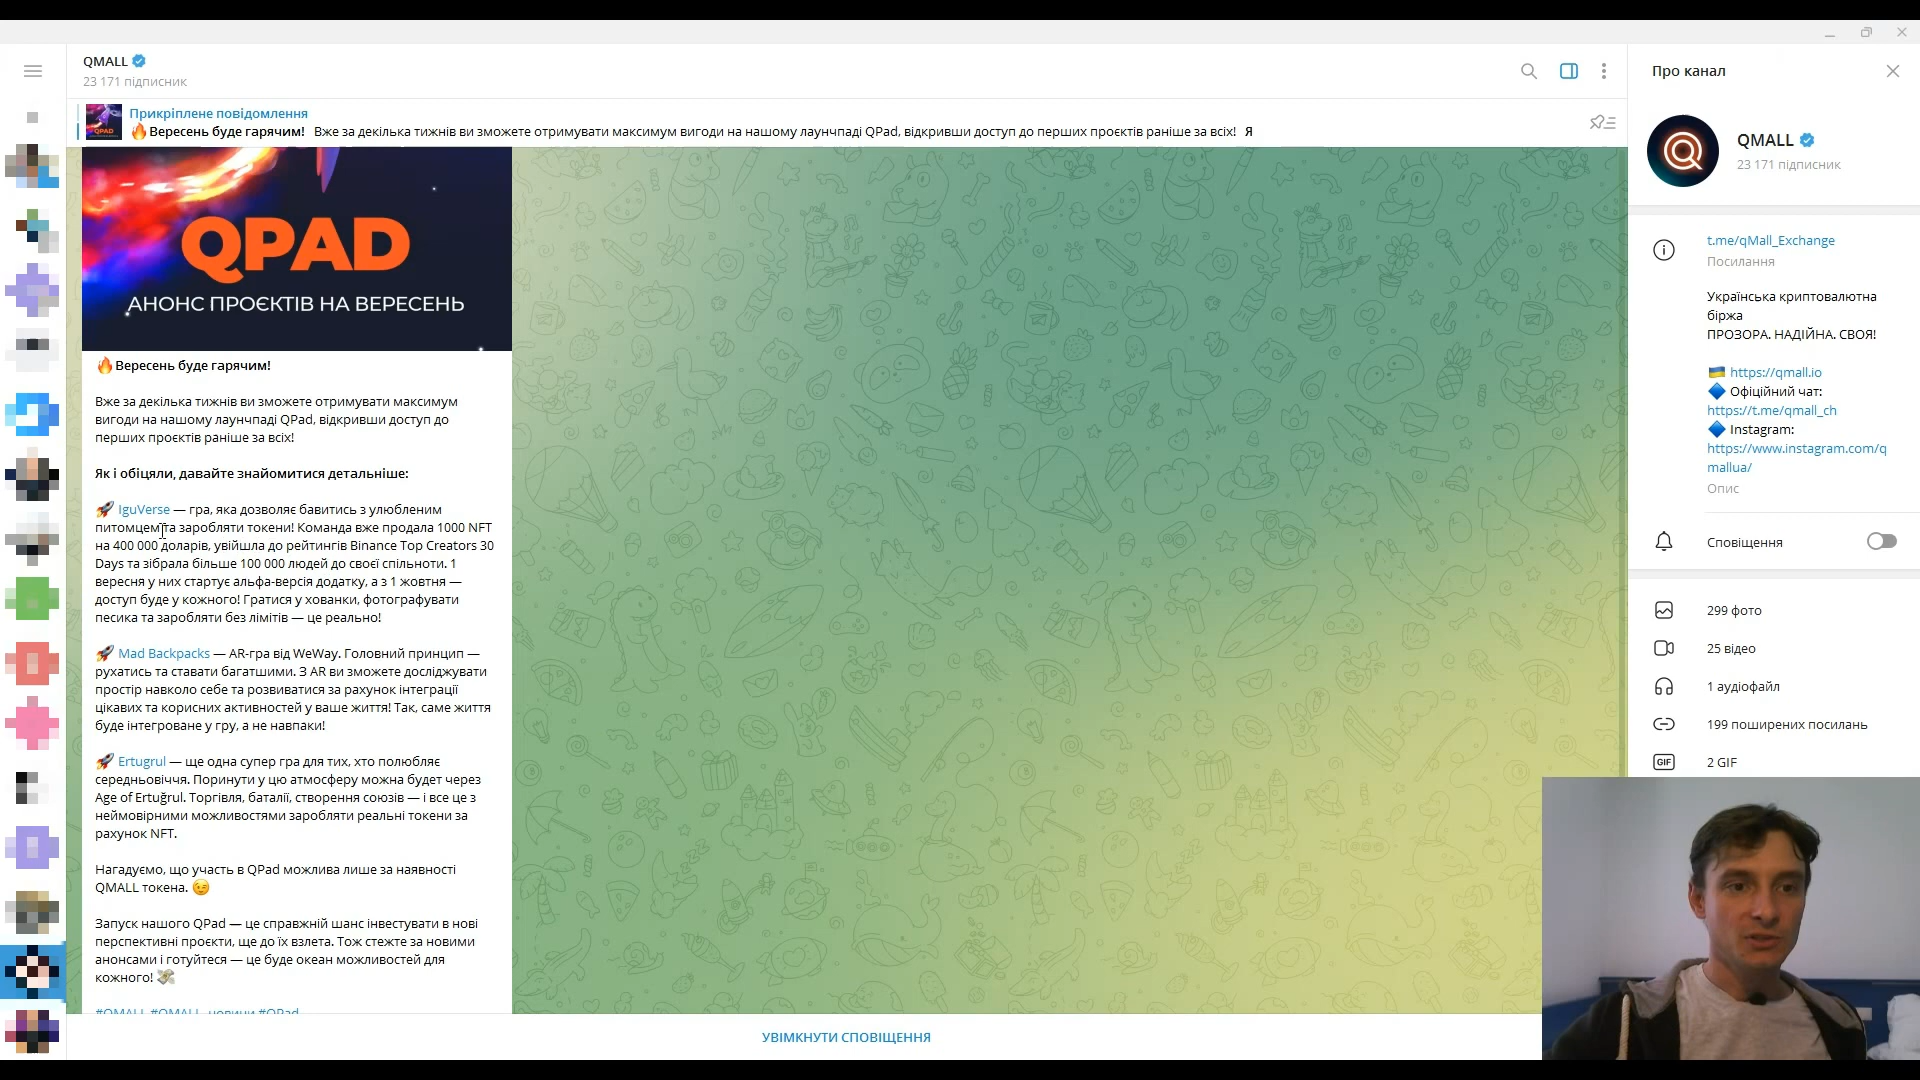 QMALL
23 171 підписник
Прикріплене повідомлення
🔥Вересень буде гарячим! Вже за декілька тижнів ви зможете отримувати максимум вигоди на нашому лаунчпаді QPad, відкривши доступ до перших проєктів раніше за всіх! Я
QPAD
QPAD
АНОНС ПРОЄКТІВ НА ВЕРЕСЕНЬ
🔥Вересень буде гарячим!
Вже за декілька тижнів ви зможете отримувати максимум
вигоди на нашому лаунчпаді QPad, відкривши доступ до
перших проєктів раніше за всіх!
Як і обіцяли, давайте знайомитися детальніше:
🚀 IguVerse — гра, яка дозволяє бавитись з улюбленим
питомцем та заробляти токени! Команда вже продала 1000 NFT
на 400 000 доларів, увійшла до рейтингів Binance Top Creators 30
Days та зібрала більше 100 000 людей до своєї спільноти. 1
вересня у них стартує альфа-версія додатку, а з 1 жовтня —
доступ буде у кожного! Гратися у хованки, фотографувати
песика та заробляти без лімітів — це реально!
🚀 Mad Backpacks — AR-гра від WeWay. Головний принцип —
рухатись та ставати багатшими. З AR ви зможете досліджувати
простір навколо себе та розвиватися за рахунок інтеграції
цікавих та корисних активностей у ваше життя! Так, саме життя
буде інтегроване у гру, а не навпаки!
🚀 Ertugrul — ще одна супер гра для тих, хто полюбляє
середньовіччя. Поринути у цю атмосферу можна будет через
Age of Ertuğrul. Торгівля, баталії, створення союзів — і все це з
неймовірними можливостями заробляти реальні токени за
рахунок NFT.
Нагадуємо, що участь в QPad можлива лише за наявності
QMALL токена. 😉
Запуск нашого QPad — це справжній шанс інвестувати в нові
перспективні проєкти, ще до їх взлета. Тож стежте за новими
анонсами і готуйтеся — це буде океан можливостей для
кожного! 💸
#QMALL #QMALL_новини #QPad
УВІМКНУТИ СПОВІЩЕННЯ
Про канал
QMALL
23 171 підписник
t.me/qMall_Exchange
Посилання
Українська криптовалютна
біржа
ПРОЗОРА. НАДІЙНА. СВОЯ!
🇺🇦 https://qmall.io
🔷 Офіційний чат:
https://t.me/qmall_ch
🔷 Instagram:
https://www.instagram.com/q
mallua/
Опис
Сповіщення
299 фото
25 відео
1 аудіофайл
199 поширених посилань
GIF 2 GIF